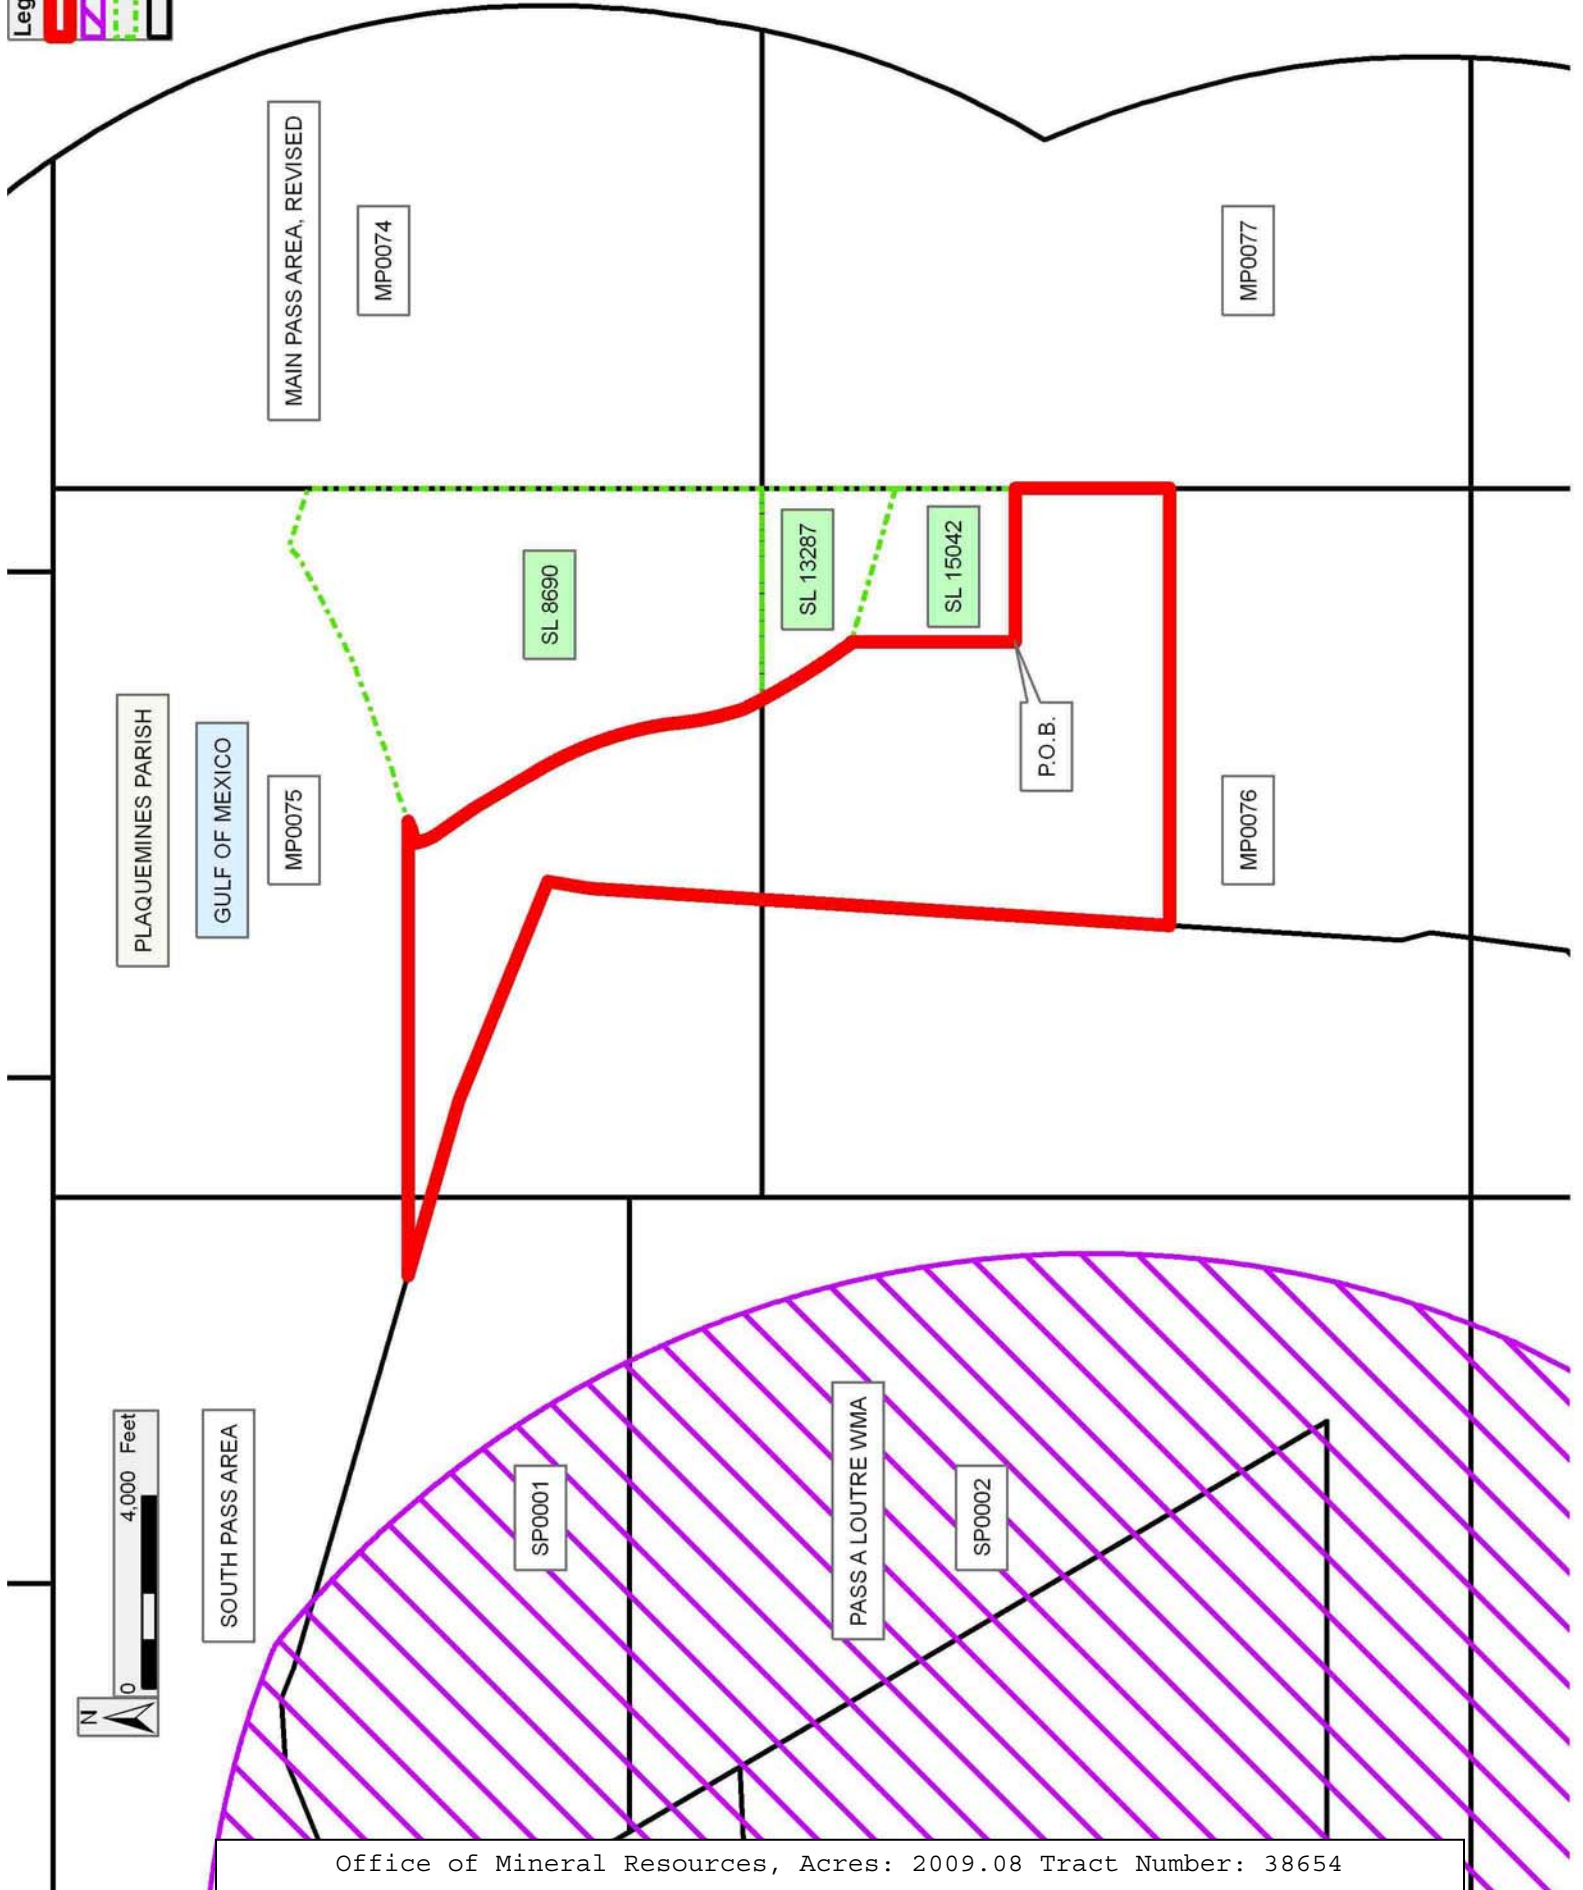 N
0 4,000 Feet
SOUTH PASS AREA
PLAQUEMINES PARISH
GULF OF MEXICO
MP0075
MAIN PASS AREA, REVISED
MP0074
SL 8690
SP0001
SL 13287
SL 15042
PASS A LOUTRE WMA
SP0002
P.O.B.
MP0076
MP0077
Office of Mineral Resources, Acres: 2009.08 Tract Number: 38654